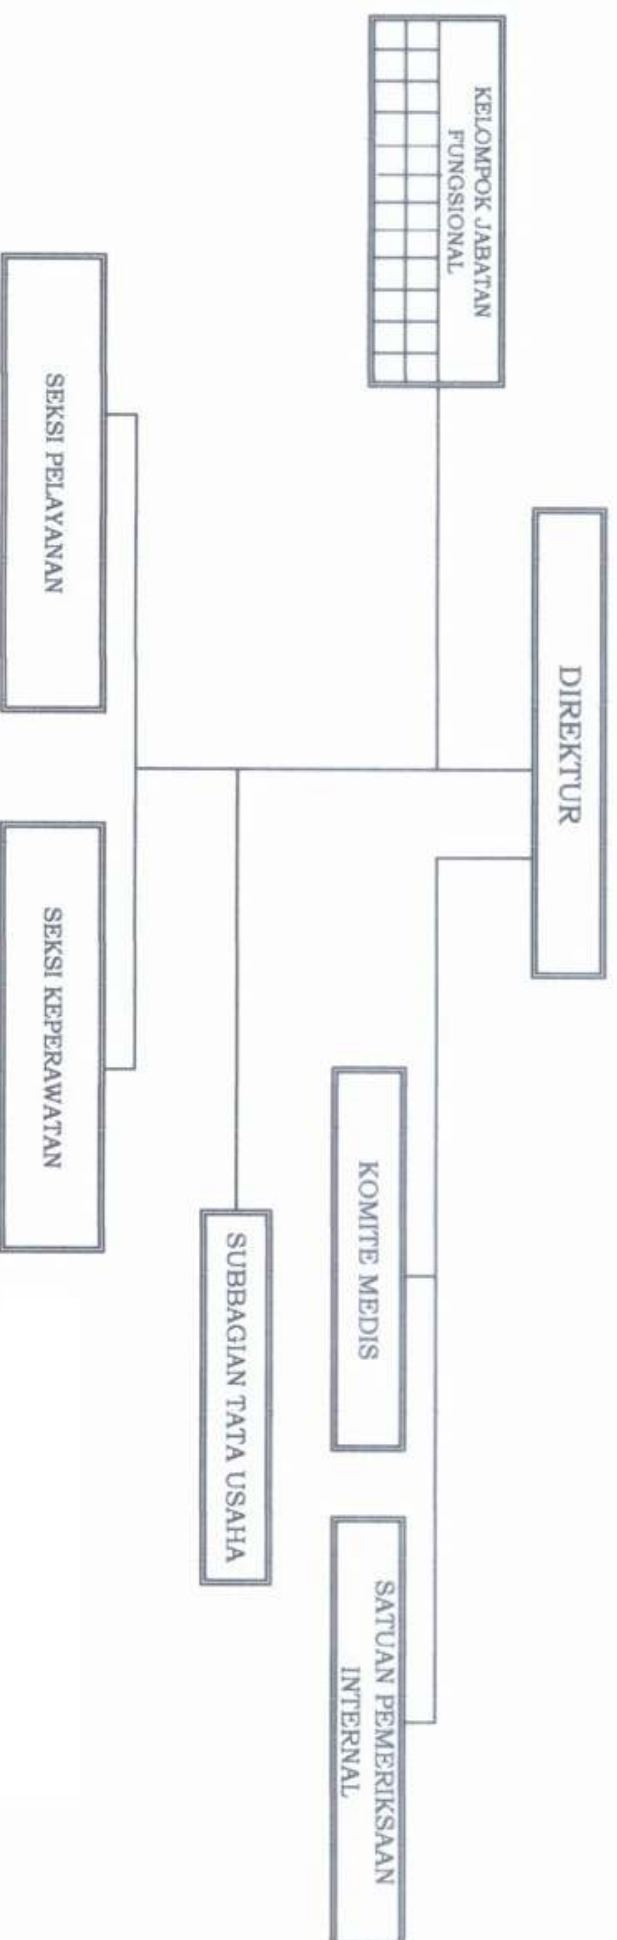 DIREKTUR
KELOMPOK JABATAN
FUNGSIONAL
KOMITE MEDIS
SATUAN PEMERIKSAAN
INTERNAL
SUBBAGIAN TATA USAHA
SEKSI PELAYANAN
SEKSI KEPERAWATAN